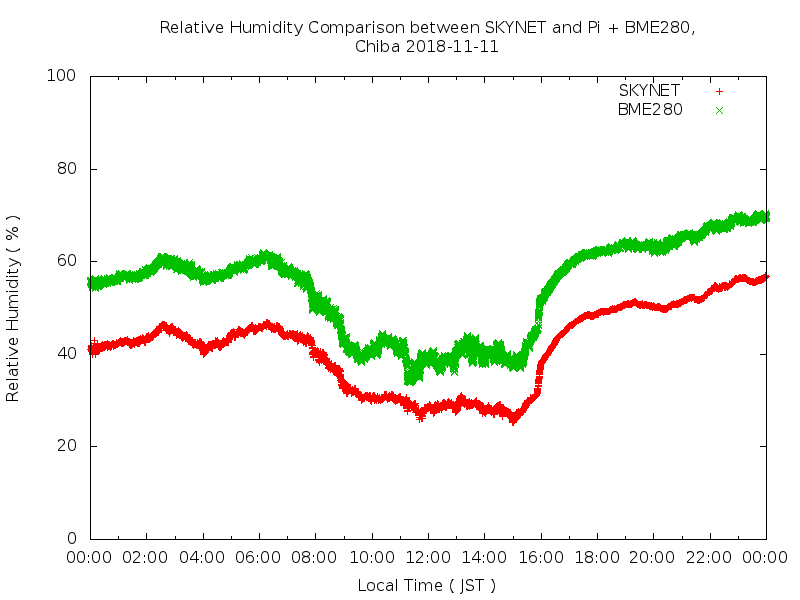 Relative Humidity Comparison between SKYNET and Pi + BME280,
Chiba 2018-11-11
SKYNET
BME280
100
80
60
40
20
0
Relative Humidity ( % )
00:00 02:00 04:00 06:00 08:00 10:00 12:00 14:00 16:00 18:00 20:00 22:00 00:00
Local Time ( JST )